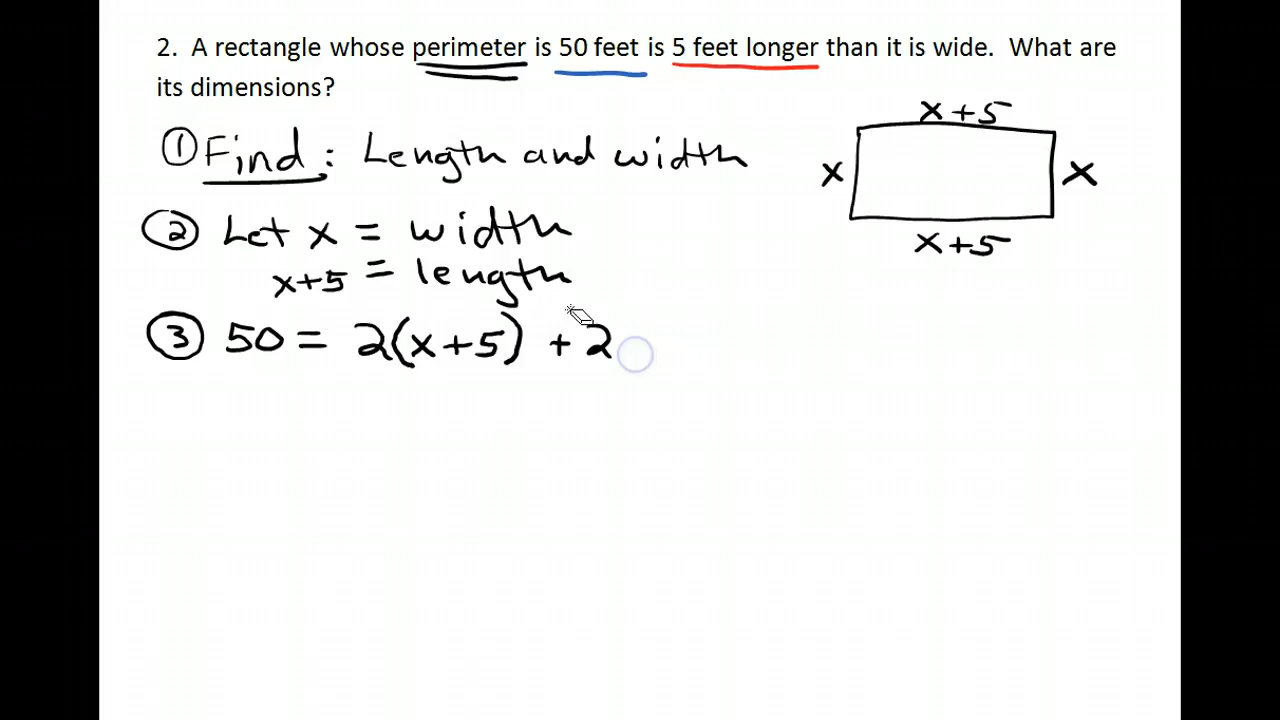 2. A rectangle whose perimeter is 50 feet is 5 feet longer than it is wide. What are
its dimensions?
x+5
① Find: Length and width
x
x
② Let x = width
x+5
x+5 = length
③ 50 = 2(x+5) +2